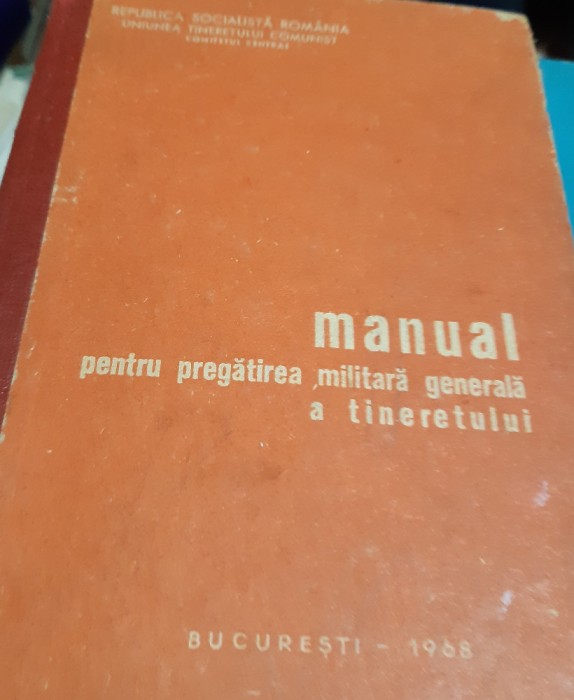 REPUBLICA SOCIALISTĂ ROMÂNIA
UNIUNEA TINERETULUI COMUNIST
COMITETUL CENTRAL
manual
pentru pregătirea militară generală
a tineretului
BUCUREȘTI - 1968